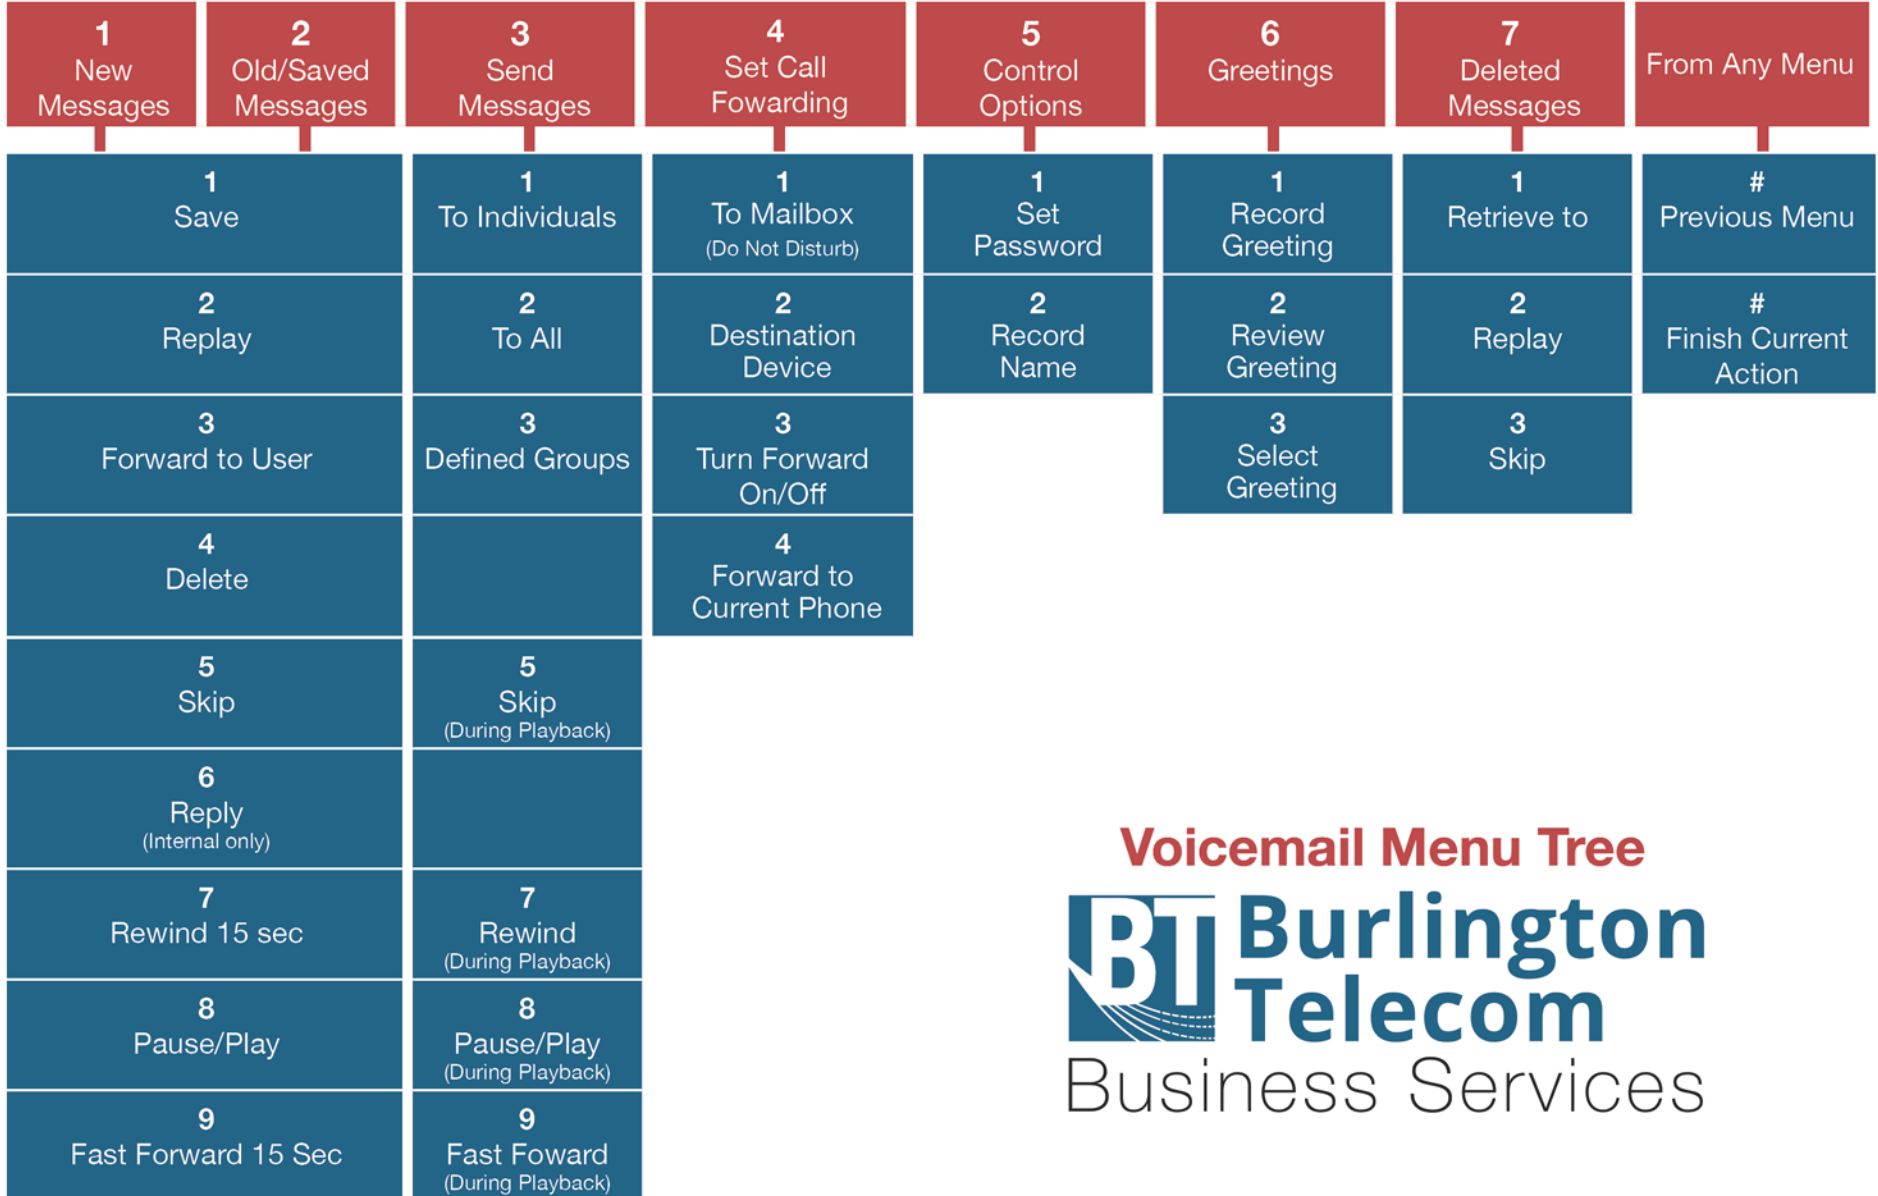 1
New
Messages
2
Old/Saved
Messages
3
Send
Messages
4
Set Call
Fowarding
5
Control
Options
6
Greetings
7
Deleted
Messages
From Any Menu
1
Save
2
Replay
3
Forward to User
4
Delete
5
Skip
6
Reply
(Internal only)
7
Rewind 15 sec
8
Pause/Play
9
Fast Forward 15 Sec
1
To Individuals
2
To All
3
Defined Groups
5
Skip
(During Playback)
7
Rewind
(During Playback)
8
Pause/Play
(During Playback)
9
Fast Foward
(During Playback)
1
To Mailbox
(Do Not Disturb)
2
Destination
Device
3
Turn Forward
On/Off
4
Forward to
Current Phone
1
Set
Password
2
Record
Name
1
Record
Greeting
2
Review
Greeting
3
Select
Greeting
1
Retrieve to
2
Replay
3
Skip
#
Previous Menu
#
Finish Current
Action
Voicemail Menu Tree
BT
Burlington
Telecom
Business Services